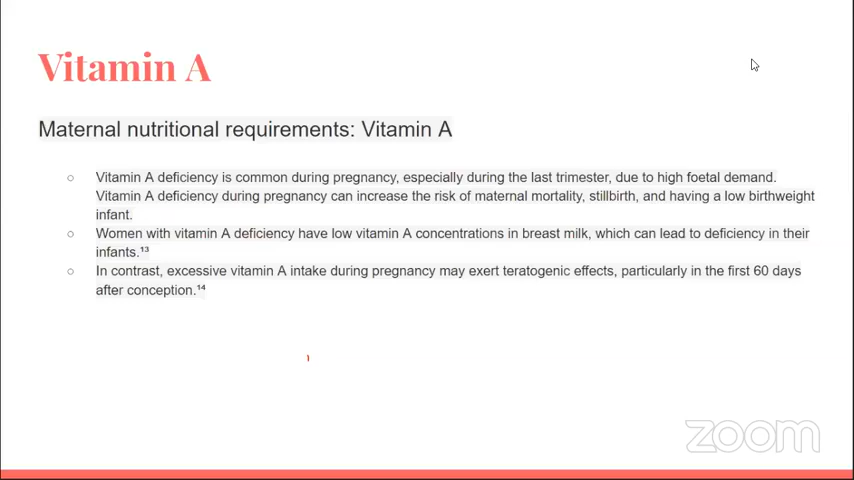 Vitamin A
Maternal nutritional requirements: Vitamin A
○ Vitamin A deficiency is common during pregnancy, especially during the last trimester, due to high foetal demand.
Vitamin A deficiency during pregnancy can increase the risk of maternal mortality, stillbirth, and having a low birthweight
infant.
○ Women with vitamin A deficiency have low vitamin A concentrations in breast milk, which can lead to deficiency in their
infants.¹³
○ In contrast, excessive vitamin A intake during pregnancy may exert teratogenic effects, particularly in the first 60 days
after conception.¹⁴
zoom